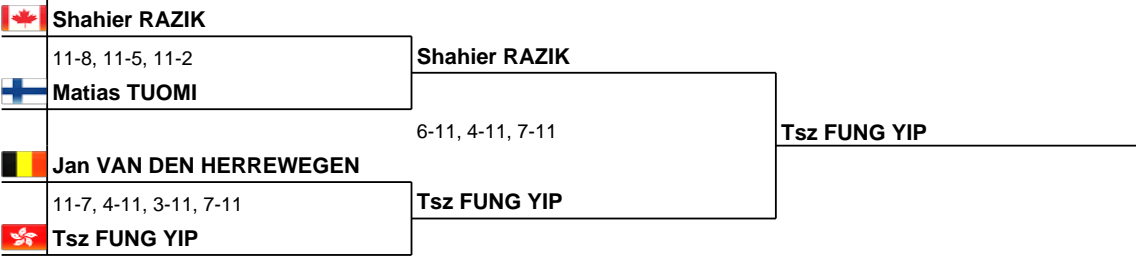 Shahier RAZIK
11-8, 11-5, 11-2
Shahier RAZIK
Matias TUOMI
6-11, 4-11, 7-11
Tsz FUNG YIP
Jan VAN DEN HERREWEGEN
11-7, 4-11, 3-11, 7-11
Tsz FUNG YIP
Tsz FUNG YIP